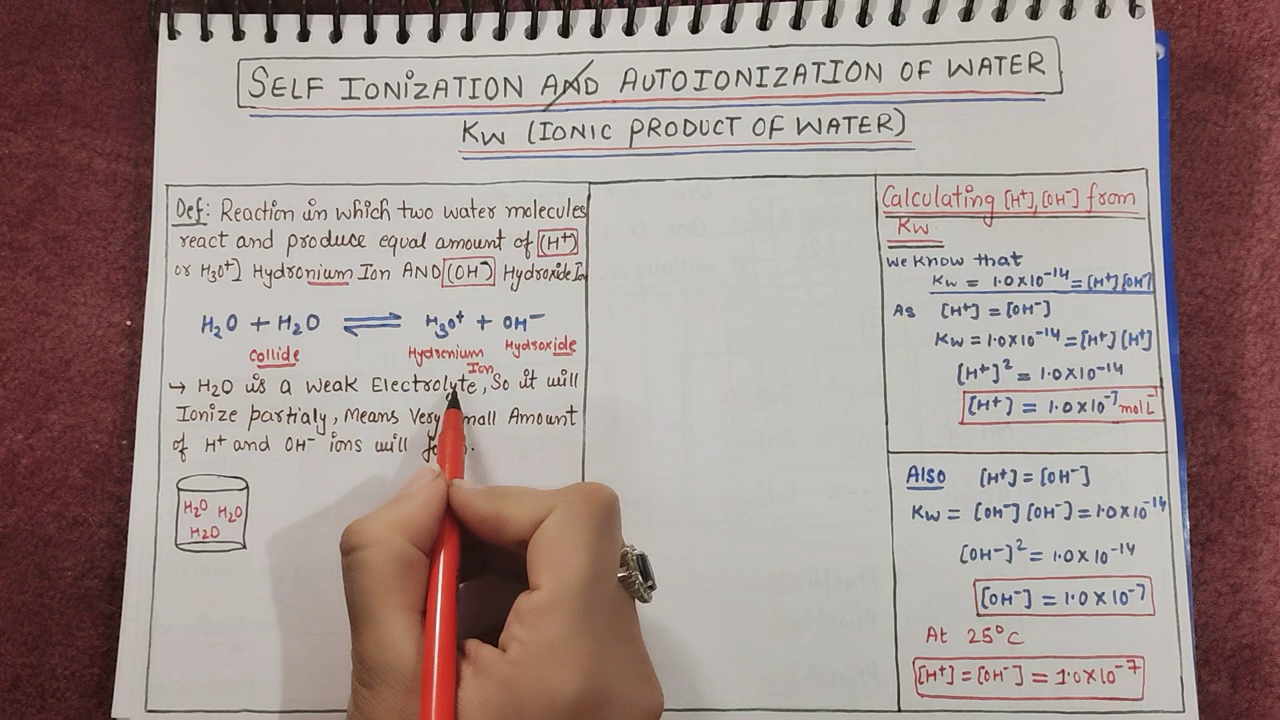 SELF IONIZATION AND AUTOIONIZATION OF WATER
KW (IONIC PRODUCT OF WATER)
Def: Reaction in which two water molecules
react and produce equal amount of (H⁺)
or H₃O⁺] Hydronium Ion AND (OH⁻) Hydroxide Ion
H₂O + H₂O ⇌ H₃O⁺ + OH⁻
Collide Hydronium Ion Hydroxide
→ H₂O is a weak Electrolyte, So it will
Ionize partialy, Means Very Small Amount
of H⁺ and OH⁻ ions will
H₂O H₂O
H₂O
Calculating [H⁺], [OH⁻] from
KW.
we know that
KW = 1.0×10⁻¹⁴ = [H⁺][OH⁻]
As [H⁺] = [OH⁻]
KW = 1.0×10⁻¹⁴ = [H⁺][H⁺]
[H⁺]² = 1.0×10⁻¹⁴
[H⁺] = 1.0×10⁻⁷ mol L⁻¹
Also [H⁺] = [OH⁻]
KW = [OH⁻][OH⁻] = 1.0×10⁻¹⁴
[OH⁻]² = 1.0×10⁻¹⁴
[OH⁻] = 1.0×10⁻⁷
At 25°C
[H⁺] = [OH⁻] = 1.0×10⁻⁷